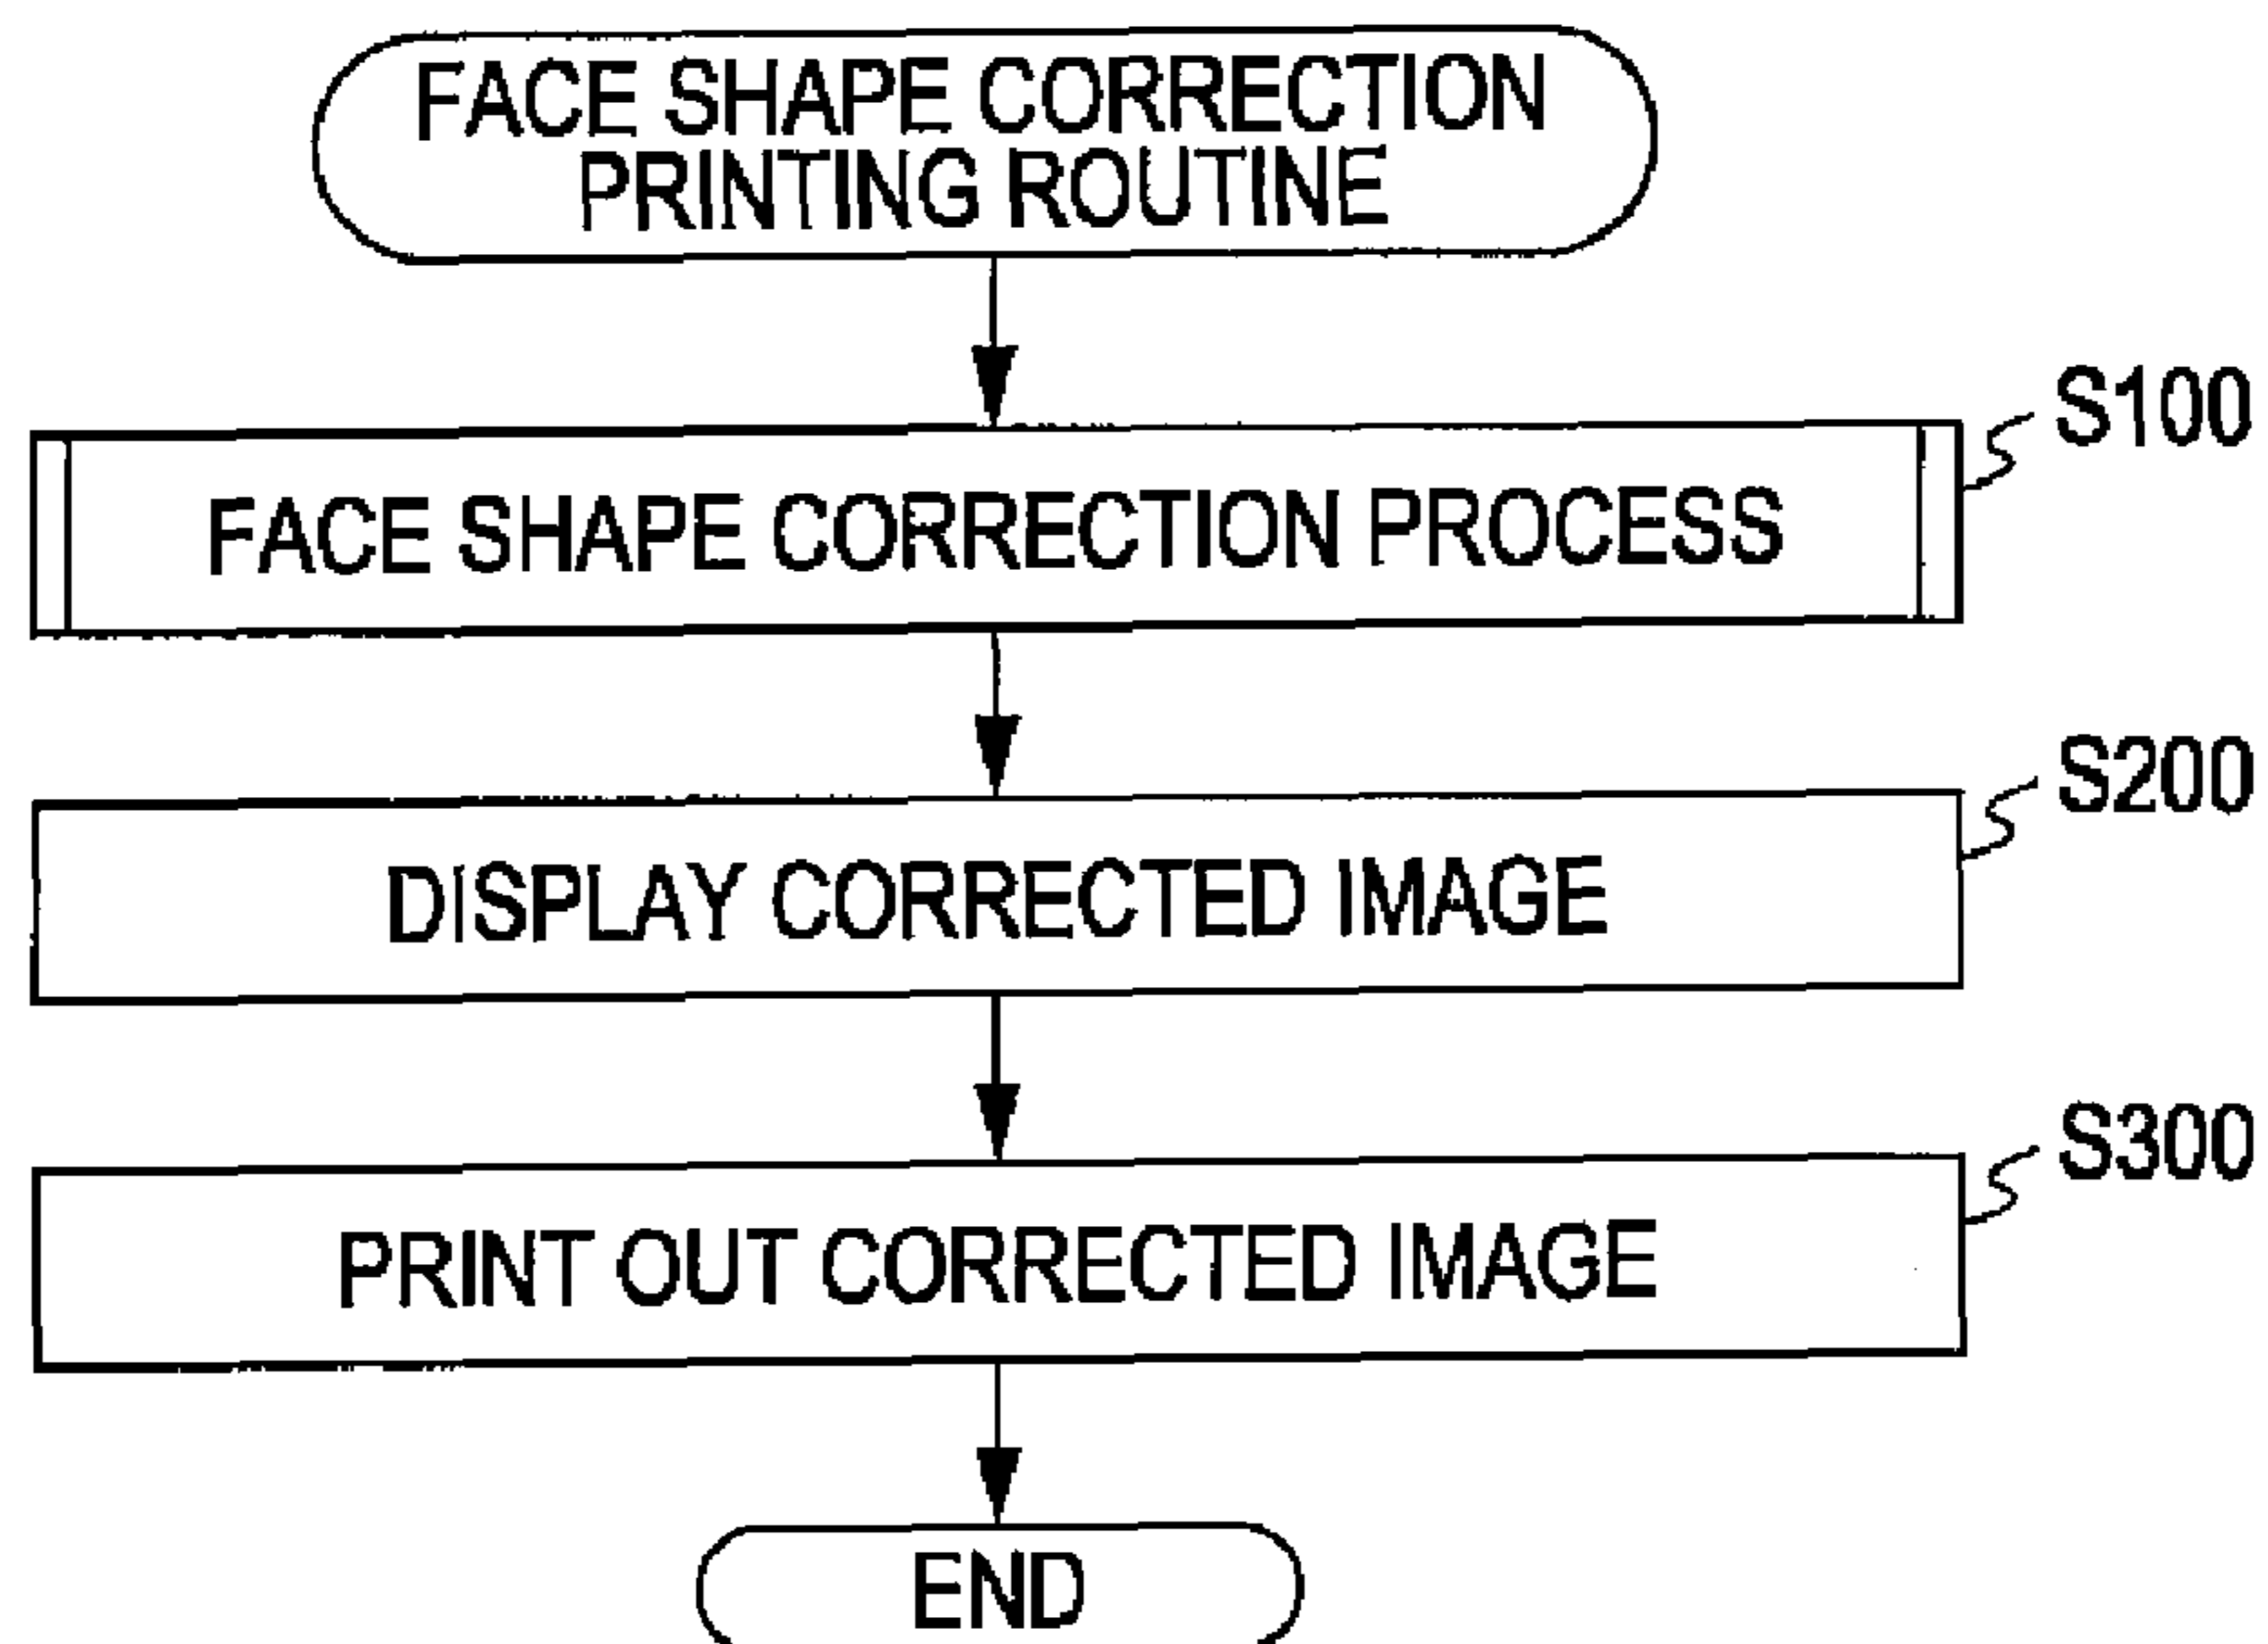 FACE SHAPE CORRECTION
PRINTING ROUTINE
S100
FACE SHAPE CORRECTION PROCESS
S200
DISPLAY CORRECTED IMAGE
S300
PRINT OUT CORRECTED IMAGE
END